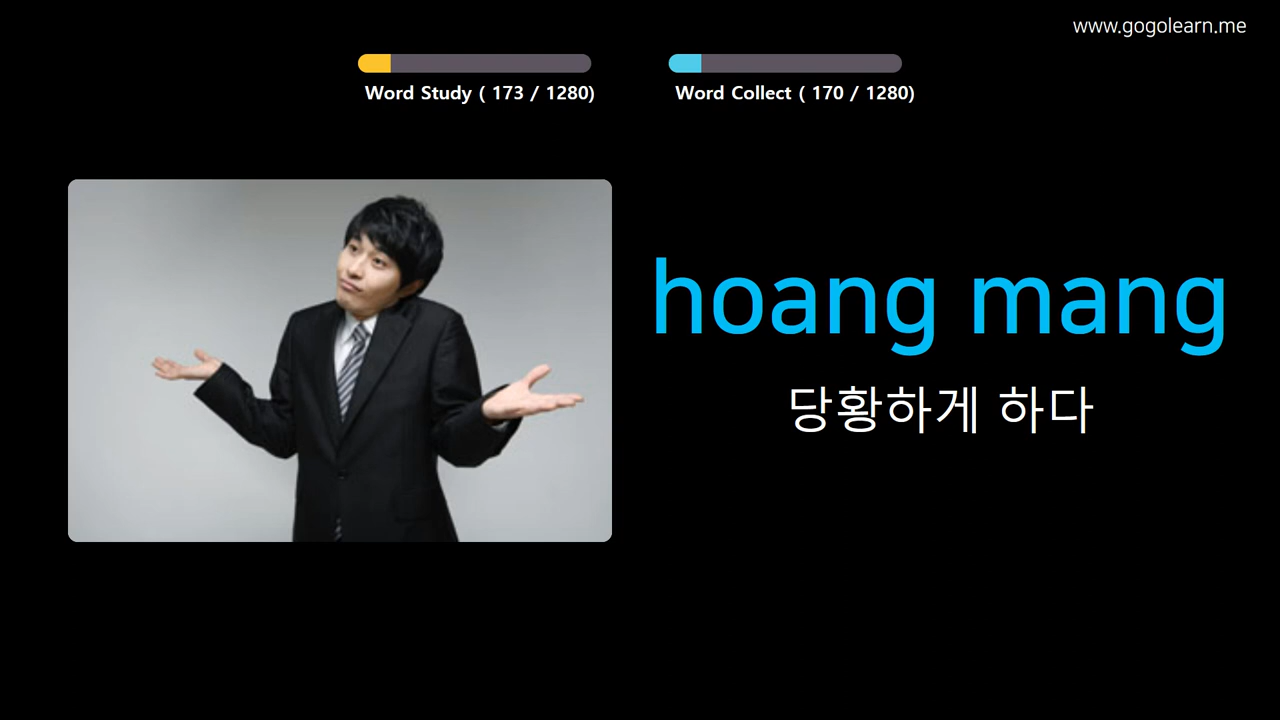 www.gogolearn.me
Word Study ( 173 / 1280)
Word Collect ( 170 / 1280)
hoang mang
당황하게 하다